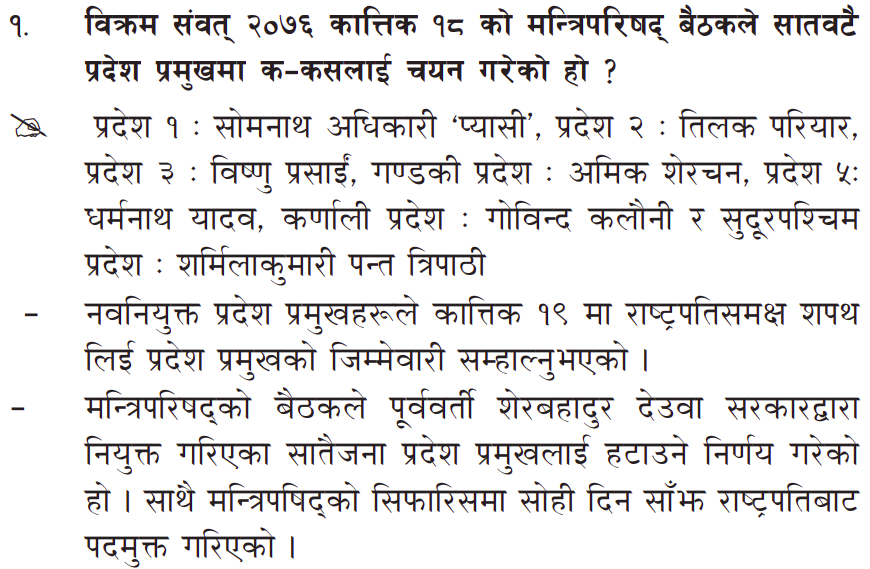 १. विक्रम संवत् २०७६ कात्तिक १८ को मन्त्रिपरिषद् बैठकले सातवटै
प्रदेश प्रमुखमा क-कसलाई चयन गरेको हो ?
प्रदेश १ : सोमनाथ अधिकारी ‘प्यासी’, प्रदेश २ : तिलक परियार,
प्रदेश ३ : विष्णु प्रसाईं, गण्डकी प्रदेश : अमिक शेरचन, प्रदेश ५:
धर्मनाथ यादव, कर्णाली प्रदेश : गोविन्द कलौनी र सुदूरपश्चिम
प्रदेश : शर्मिलाकुमारी पन्त त्रिपाठी
- नवनियुक्त प्रदेश प्रमुखहरूले कात्तिक १९ मा राष्ट्रपतिसमक्ष शपथ
लिई प्रदेश प्रमुखको जिम्मेवारी सम्हाल्नुभएको ।
- मन्त्रिपरिषद्को बैठकले पूर्ववर्ती शेरबहादुर देउवा सरकारद्वारा
नियुक्त गरिएका सातैजना प्रदेश प्रमुखलाई हटाउने निर्णय गरेको
हो । साथै मन्त्रिपषिद्को सिफारिसमा सोही दिन साँझ राष्ट्रपतिबाट
पदमुक्त गरिएको ।